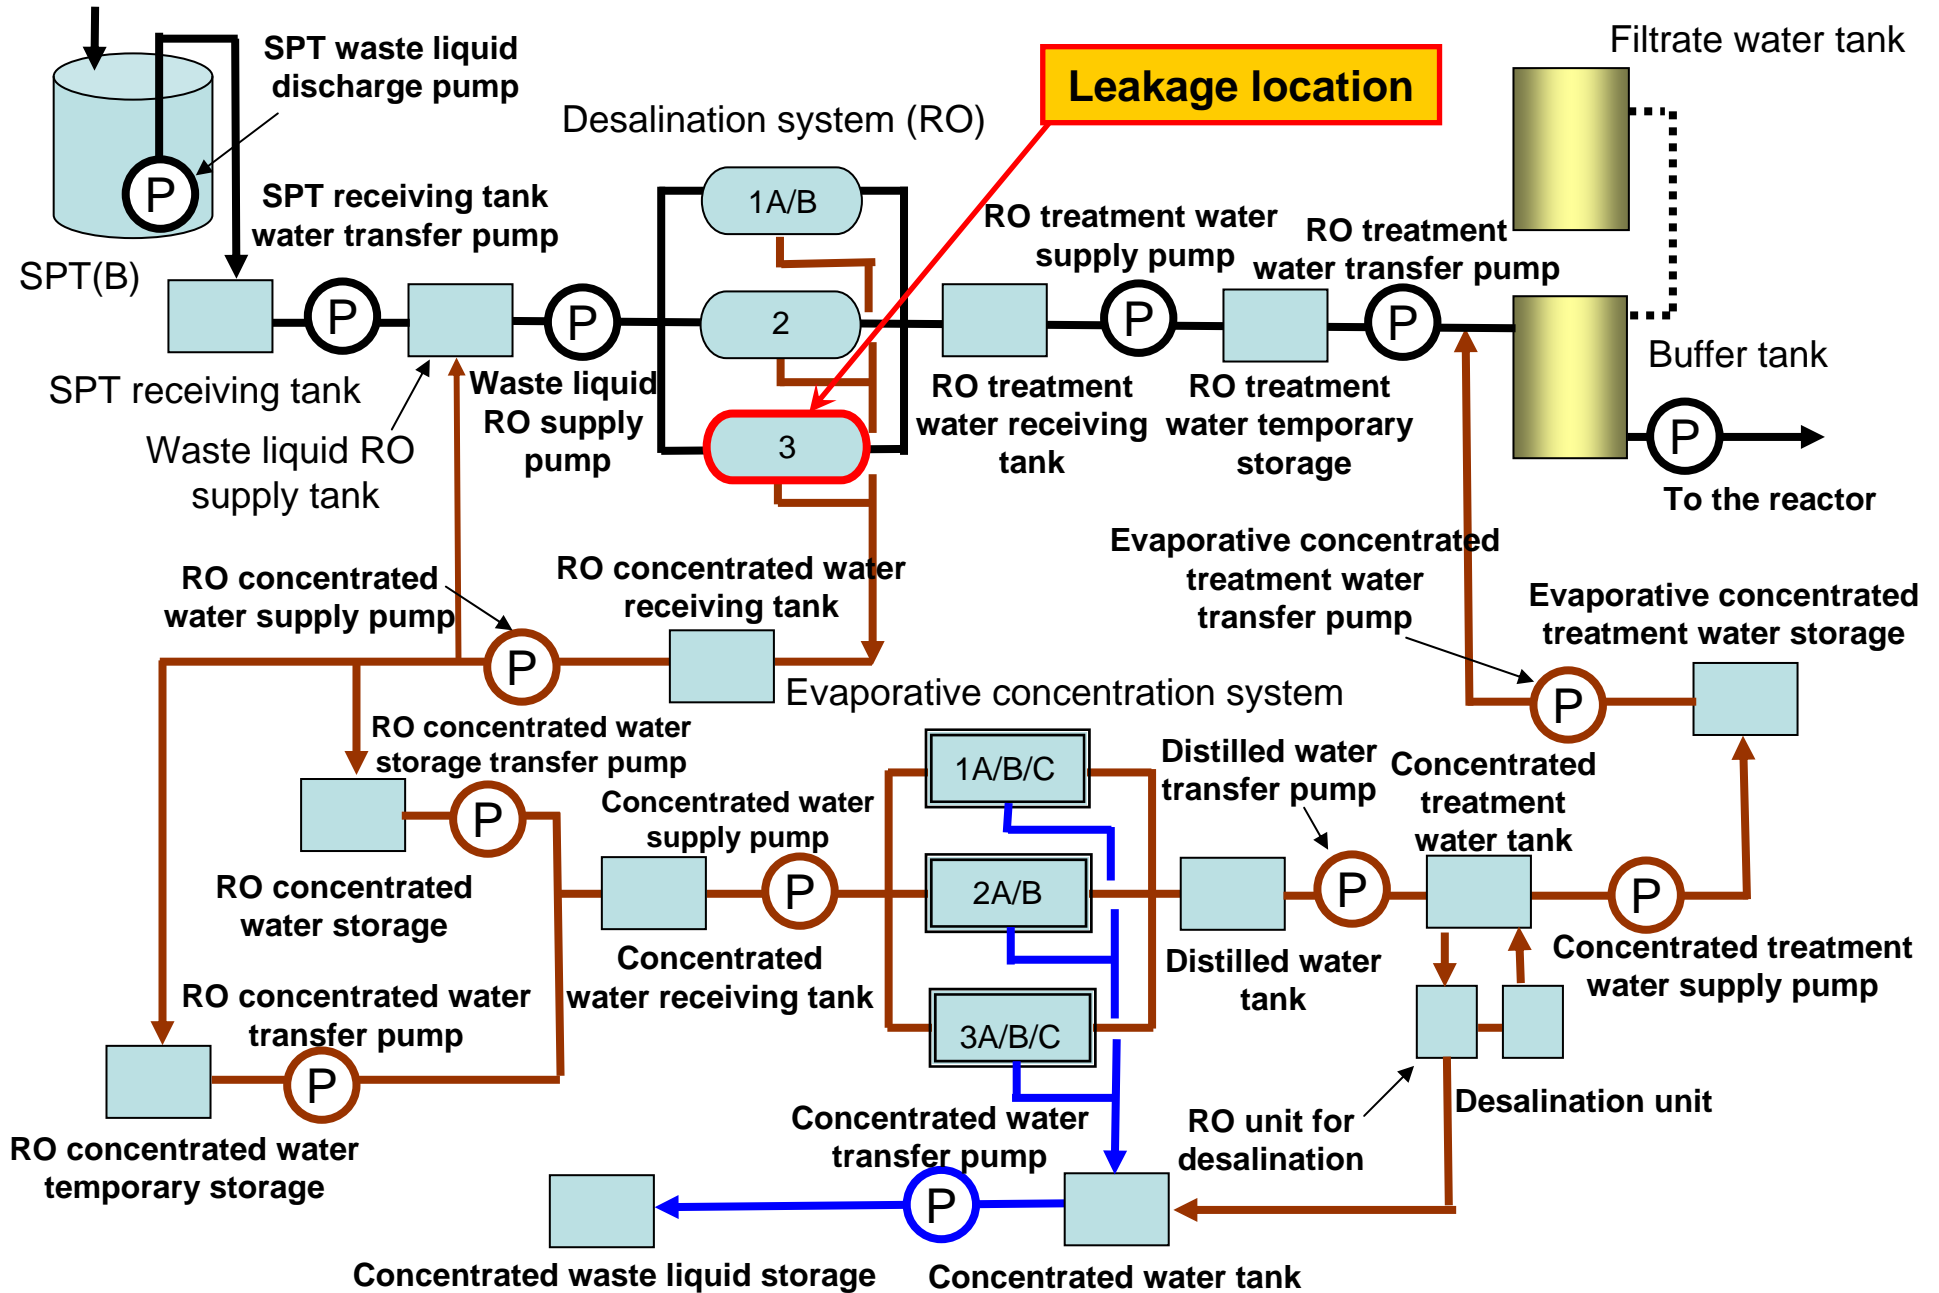 SPT waste liquid
discharge pump
Filtrate water tank
Leakage location
Desalination system (RO)
P
SPT(B)
SPT receiving tank
water transfer pump
1A/B
RO treatment water
supply pump
RO treatment
water transfer pump
P
P
2
P
P
Buffer tank
SPT receiving tank
Waste liquid RO
supply tank
Waste liquid
RO supply
pump
3
RO treatment
water receiving
tank
RO treatment
water temporary
storage
P
To the reactor
RO concentrated
water supply pump
RO concentrated water
receiving tank
Evaporative concentrated
treatment water
transfer pump
Evaporative concentrated
treatment water storage
P
P
Evaporative concentration system
RO concentrated water
storage transfer pump
P
RO concentrated
water storage
Concentrated water
supply pump
P
1A/B/C
2A/B
3A/B/C
Distilled water
transfer pump
P
Concentrated
treatment
water tank
P
Concentrated
water receiving tank
Distilled water
tank
Concentrated treatment
water supply pump
RO concentrated water
transfer pump
P
RO concentrated water
temporary storage
Concentrated water
transfer pump
P
RO unit for
desalination
Desalination unit
Concentrated waste liquid storage
Concentrated water tank